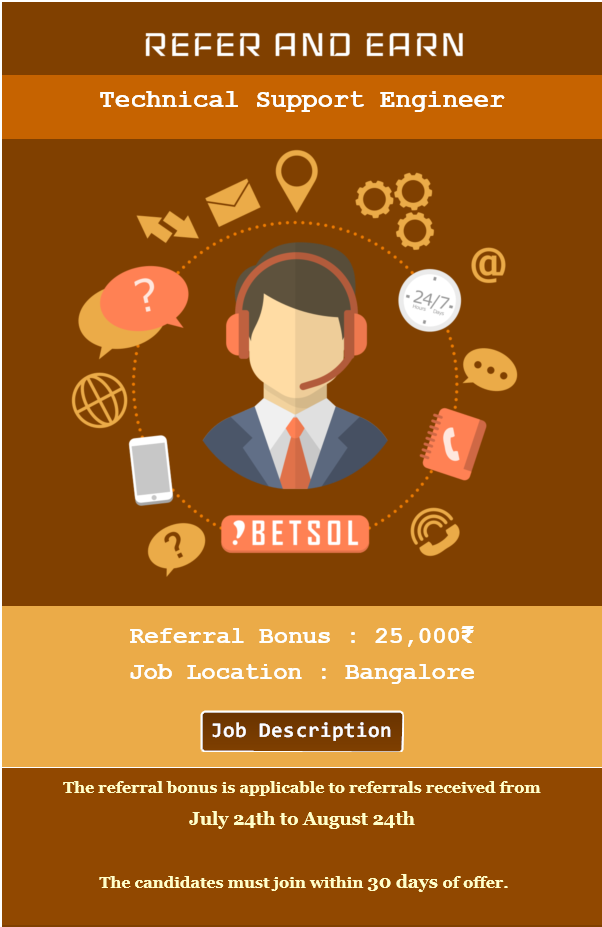 REFER AND EARN
Technical Support Engineer
@
?
24/7
Hours Desk
?
BETSOL
Referral Bonus : 25,000₹
Job Location : Bangalore
Job Description
The referral bonus is applicable to referrals received from
July 24th to August 24th
The candidates must join within 30 days of offer.